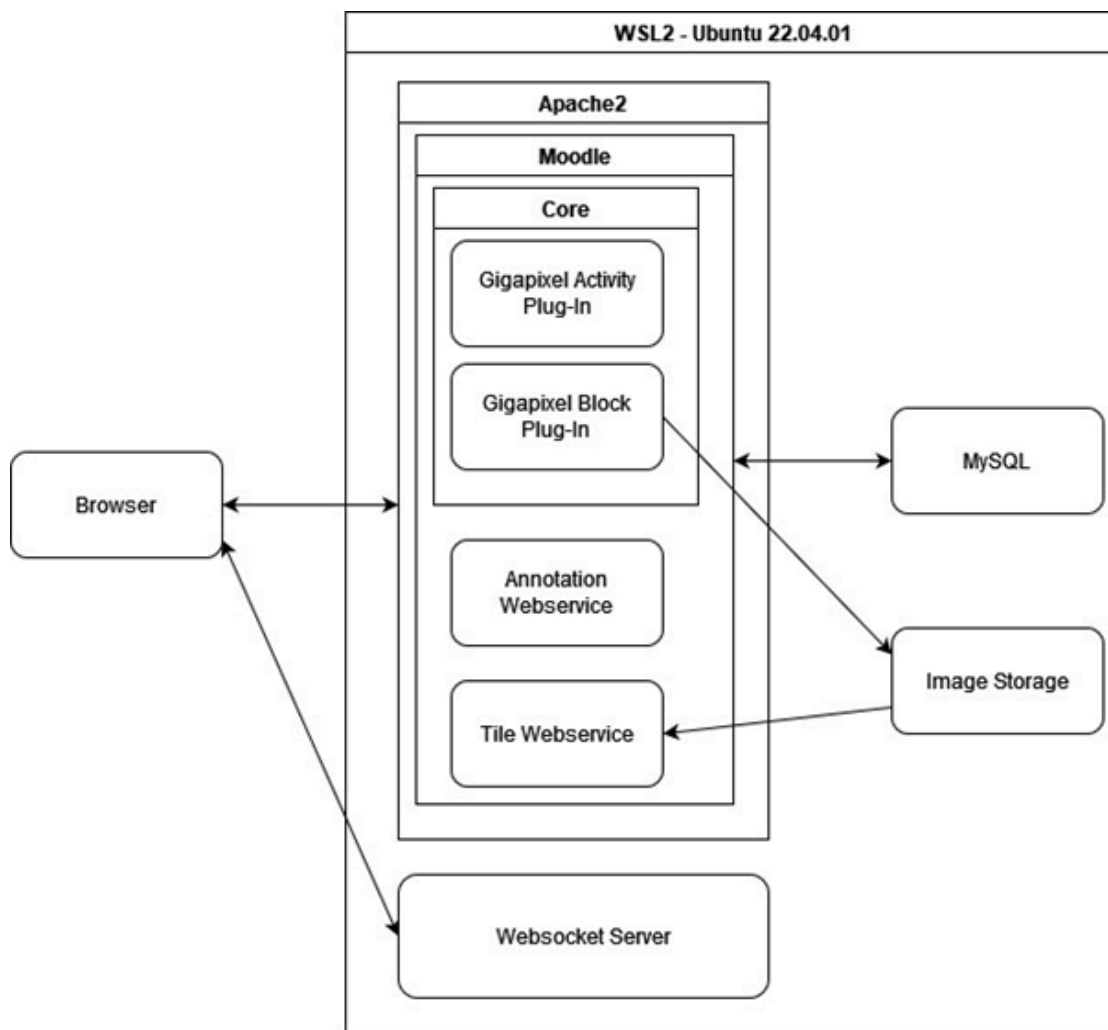 WSL2 - Ubuntu 22.04.01
Apache2
Moodle
Core
Gigapixel Activity
Plug-In
Gigapixel Block
Plug-In
MySQL
Browser
Annotation
Webservice
Image Storage
Tile Webservice
Websocket Server